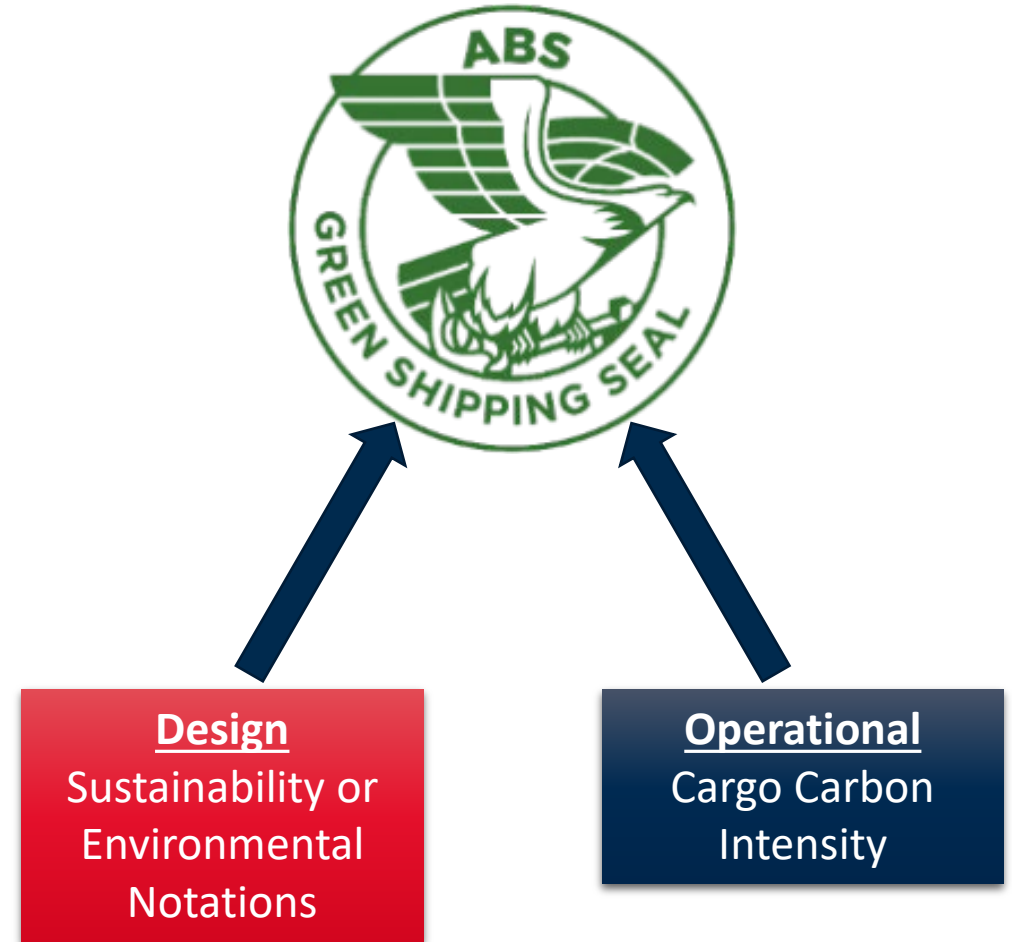 ABS
GREEN SHIPPING SEAL
Design
Sustainability or
Environmental
Notations
Operational
Cargo Carbon
Intensity